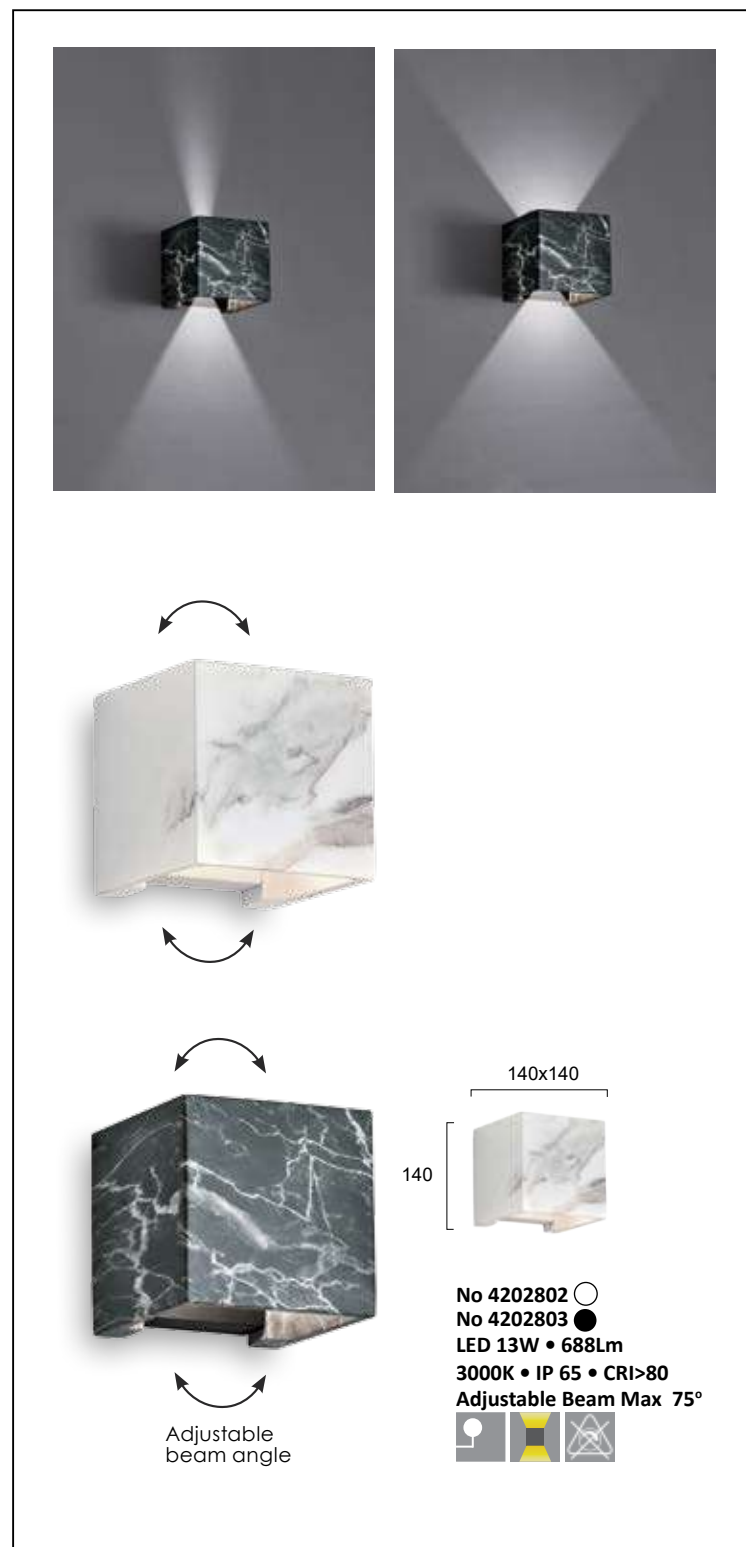 140x140
140
No 4202802
No 4202803
LED 13W • 688Lm
3000K • IP 65 • CRI>80
Adjustable Beam Max 75º
Adjustable
beam angle